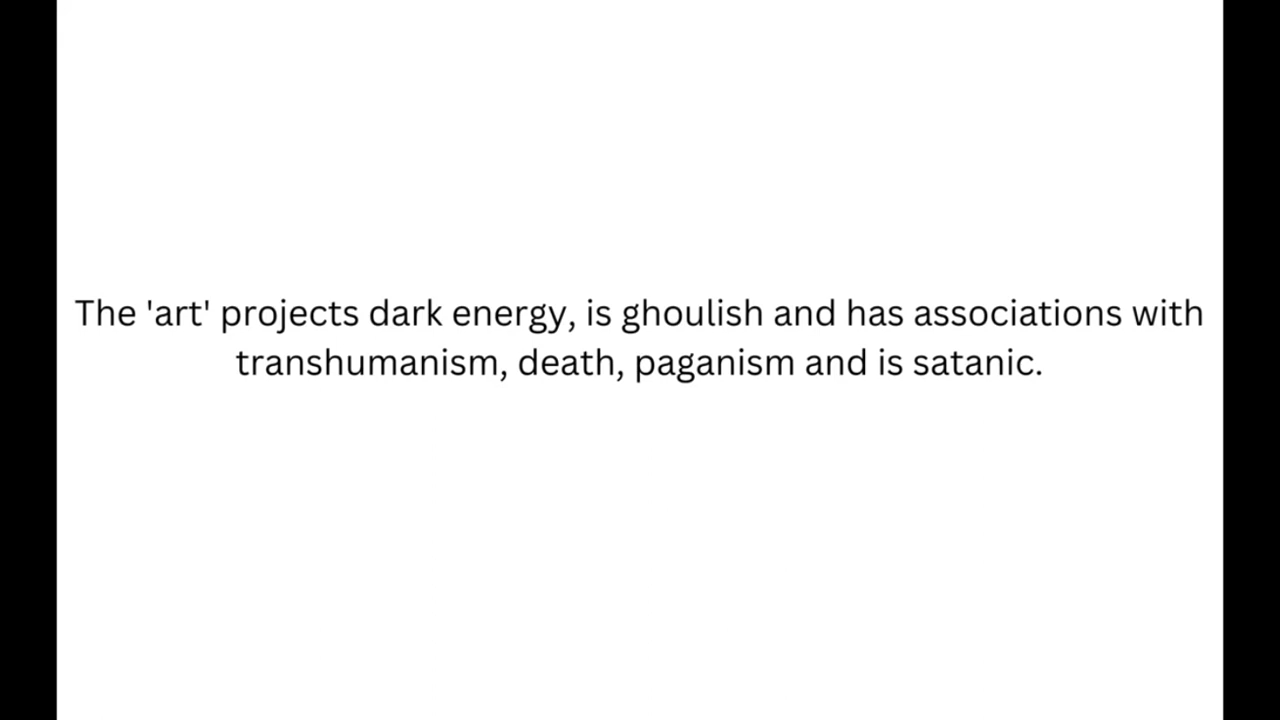 The 'art' projects dark energy, is ghoulish and has associations with
transhumanism, death, paganism and is satanic.